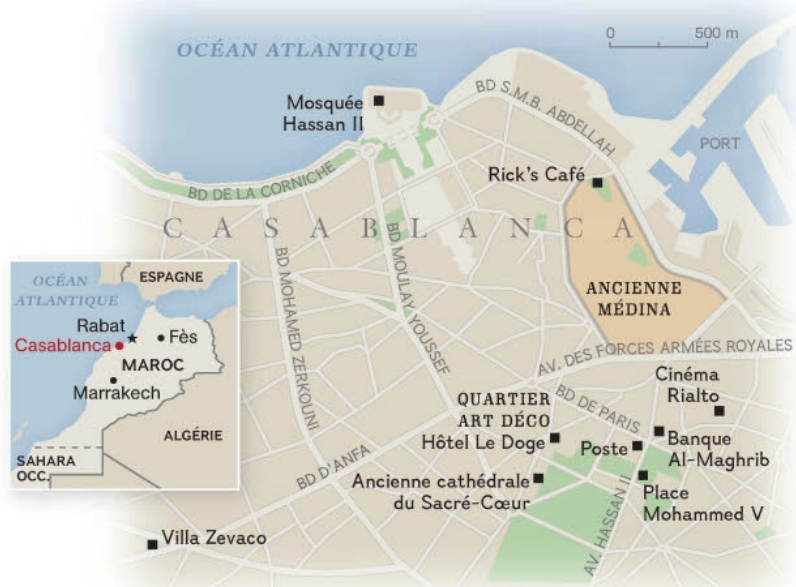 OCÉAN ATLANTIQUE
0 500 m
Mosquée
Hassan II
BD S.M.B. ABDELLAH
PORT
Rick's Café
BD DE LA CORNICHE
CASABLANCA
BD MOHAMED ZERKOUNI
BD MOULAY YOUSSEF
ANCIENNE
MÉDINA
AV. DES FORCES ARMÉES ROYALES
Cinéma
Rialto
BD DE PARIS
QUARTIER
ART DÉCO
Hôtel Le Doge
Poste
Banque
Al-Maghrib
BD D'ANFA
Ancienne cathédrale
du Sacré-Cœur
Place
Mohammed V
AV. HASSAN II
Villa Zevaco
OCÉAN
ATLANTIQUE
ESPAGNE
Rabat
Fès
Casablanca
MAROC
Marrakech
ALGÉRIE
SAHARA
OCC.